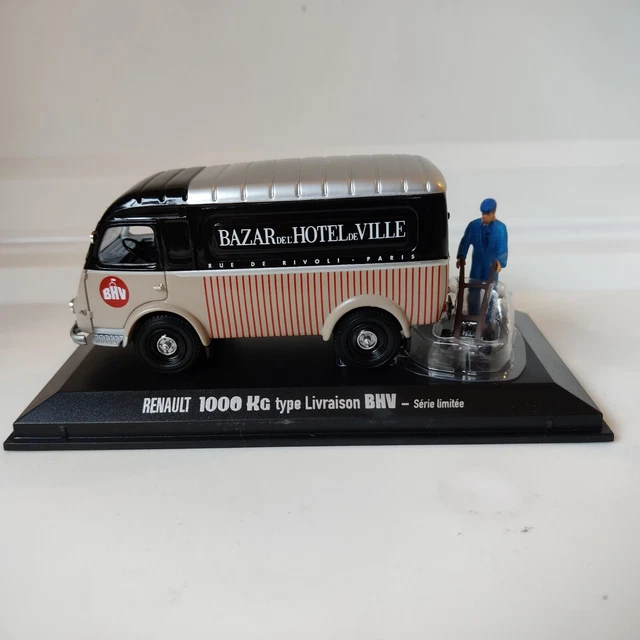 BAZAR DE L'HOTEL DE VILLE
RUE DE RIVOLI - PARIS
BHV
RENAULT 1000 KG type Livraison BHV – Série limitée